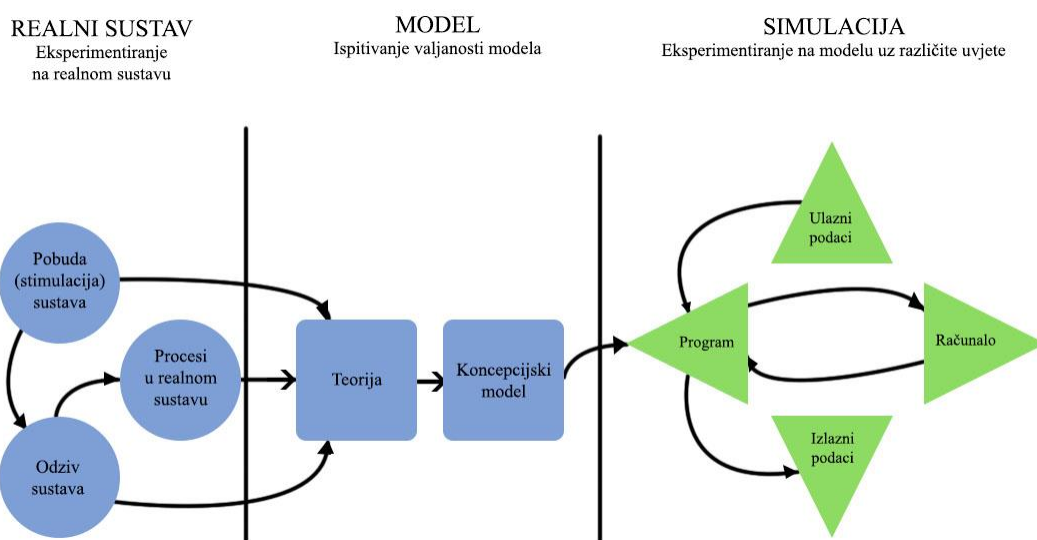 REALNI SUSTAV
Eksperimentiranje
na realnom sustavu
MODEL
Ispitivanje valjanosti modela
SIMULACIJA
Eksperimentiranje na modelu uz različite uvjete
Pobuda
(stimulacija)
sustava
Procesi
u realnom
sustavu
Odziv
sustava
Teorija
Koncepcijski
model
Ulazni
podaci
Program
Računalo
Izlazni
podaci